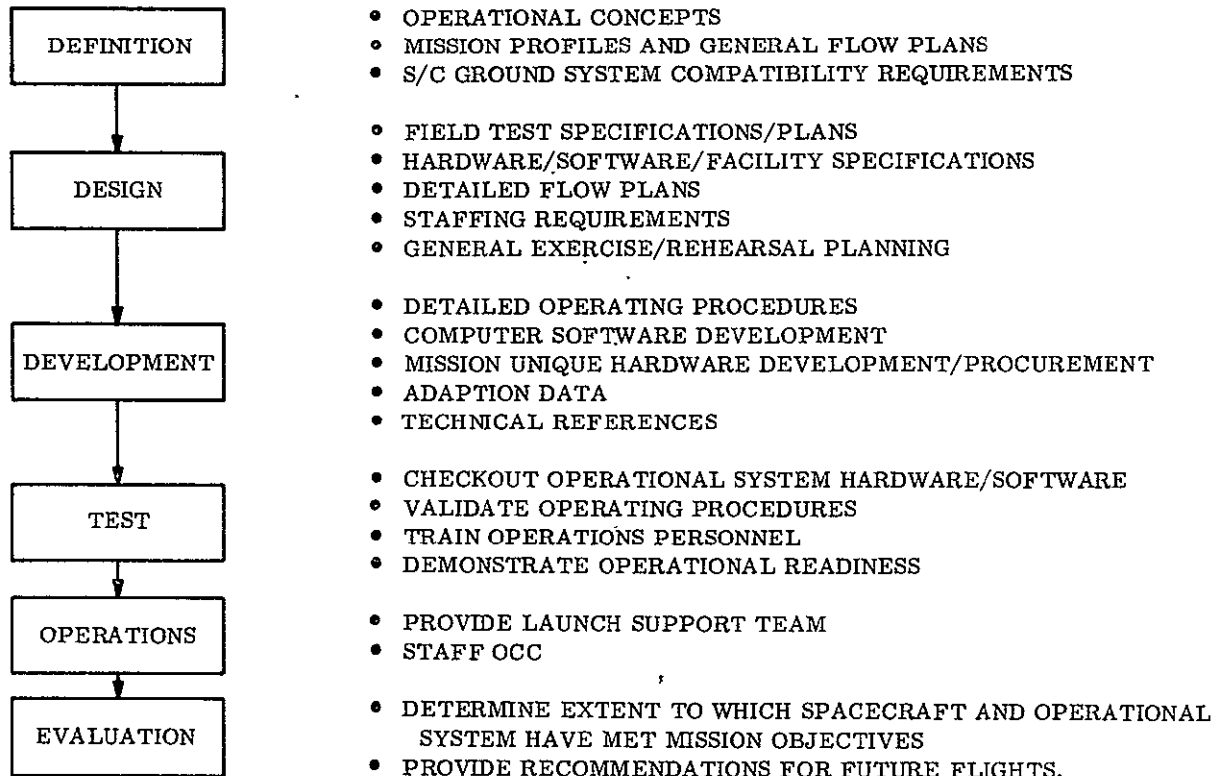 DEFINITION
• OPERATIONAL CONCEPTS
• MISSION PROFILES AND GENERAL FLOW PLANS
• S/C GROUND SYSTEM COMPATIBILITY REQUIREMENTS
DESIGN
• FIELD TEST SPECIFICATIONS/PLANS
• HARDWARE/SOFTWARE/FACILITY SPECIFICATIONS
• DETAILED FLOW PLANS
• STAFFING REQUIREMENTS
• GENERAL EXERCISE/REHEARSAL PLANNING
DEVELOPMENT
• DETAILED OPERATING PROCEDURES
• COMPUTER SOFTWARE DEVELOPMENT
• MISSION UNIQUE HARDWARE DEVELOPMENT/PROCUREMENT
• ADAPTION DATA
• TECHNICAL REFERENCES
TEST
• CHECKOUT OPERATIONAL SYSTEM HARDWARE/SOFTWARE
• VALIDATE OPERATING PROCEDURES
• TRAIN OPERATIONS PERSONNEL
• DEMONSTRATE OPERATIONAL READINESS
OPERATIONS
• PROVIDE LAUNCH SUPPORT TEAM
• STAFF OCC
EVALUATION
• DETERMINE EXTENT TO WHICH SPACECRAFT AND OPERATIONAL
SYSTEM HAVE MET MISSION OBJECTIVES
• PROVIDE RECOMMENDATIONS FOR FUTURE FLIGHTS.